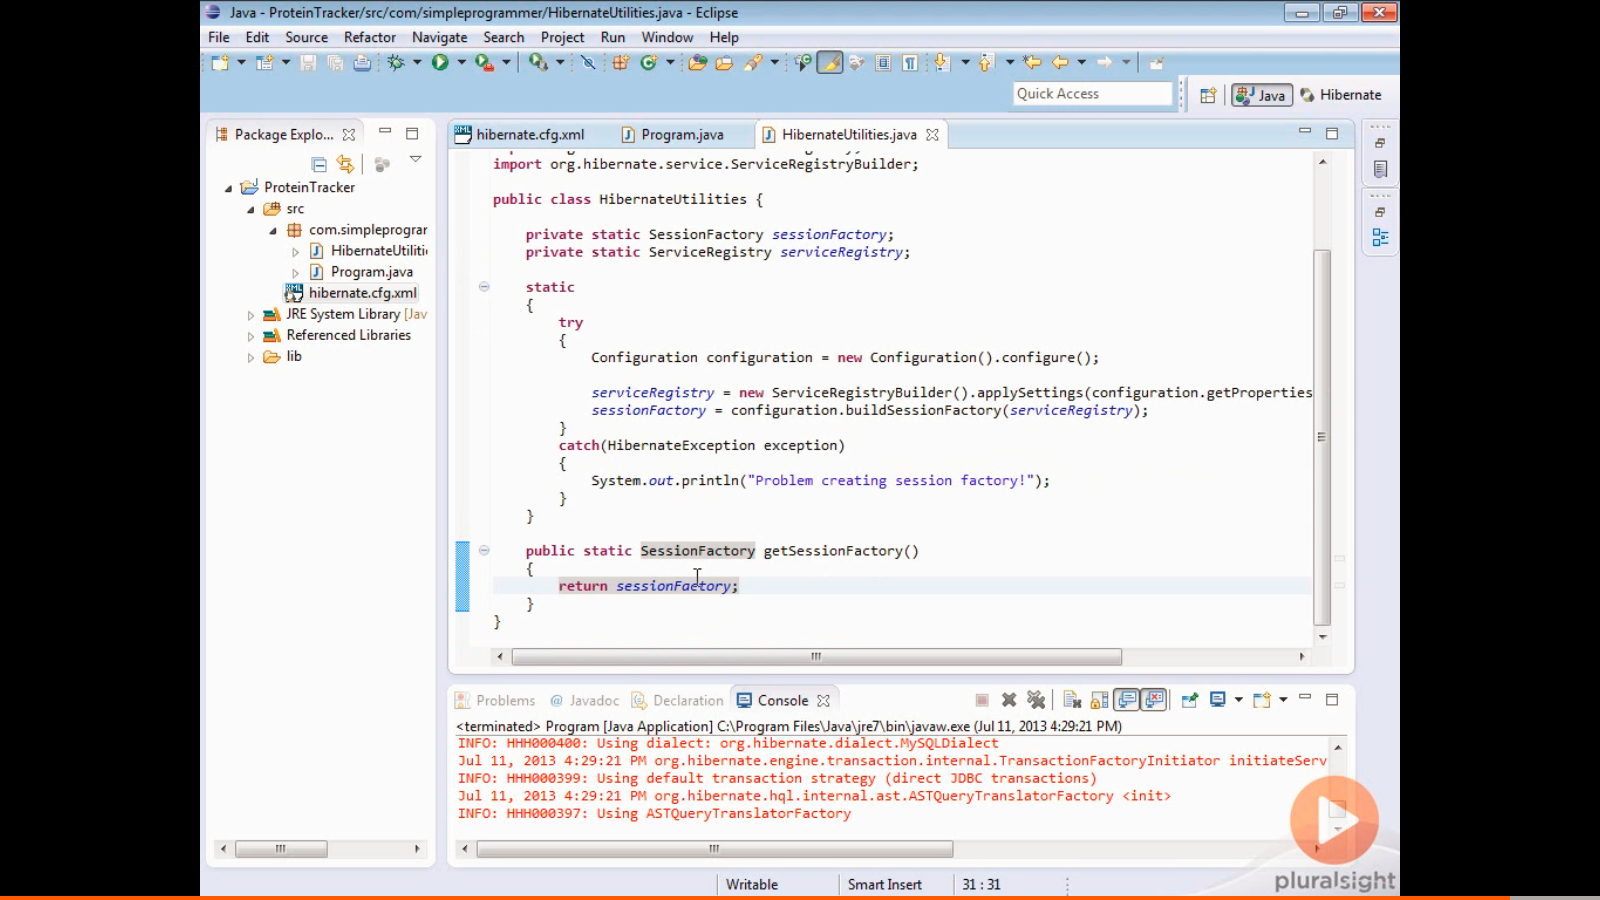 Java - ProteinTracker/src/com/simpleprogrammer/HibernateUtilities.java - Eclipse
File Edit Source Refactor Navigate Search Project Run Window Help
Quick Access
Java
Hibernate
Package Explo...
hibernate.cfg.xml
Program.java
HibernateUtilities.java
ProteinTracker
src
com.simpleprograr
HibernateUtilitie
Program.java
hibernate.cfg.xml
JRE System Library [Jav
Referenced Libraries
lib
import org.hibernate.service.ServiceRegistryBuilder;
public class HibernateUtilities {
private static SessionFactory sessionFactory;
private static ServiceRegistry serviceRegistry;
static
{
try
{
Configuration configuration = new Configuration().configure();
serviceRegistry = new ServiceRegistryBuilder().applySettings(configuration.getProperties
sessionFactory = configuration.buildSessionFactory(serviceRegistry);
}
catch(HibernateException exception)
{
System.out.println("Problem creating session factory!");
}
}
public static SessionFactory getSessionFactory()
{
return sessionFactory;
}
}
Problems @ Javadoc Declaration Console
<terminated> Program [Java Application] C:\Program Files\Java\jre7\bin\javaw.exe (Jul 11, 2013 4:29:21 PM)
INFO: HHH000400: Using dialect: org.hibernate.dialect.MySQLDialect
Jul 11, 2013 4:29:21 PM org.hibernate.engine.transaction.internal.TransactionFactoryInitiator initiateServ
INFO: HHH000399: Using default transaction strategy (direct JDBC transactions)
Jul 11, 2013 4:29:21 PM org.hibernate.hql.internal.ast.ASTQueryTranslatorFactory <init>
INFO: HHH000397: Using ASTQueryTranslatorFactory
Writable
Smart Insert
31 : 31
pluralsight